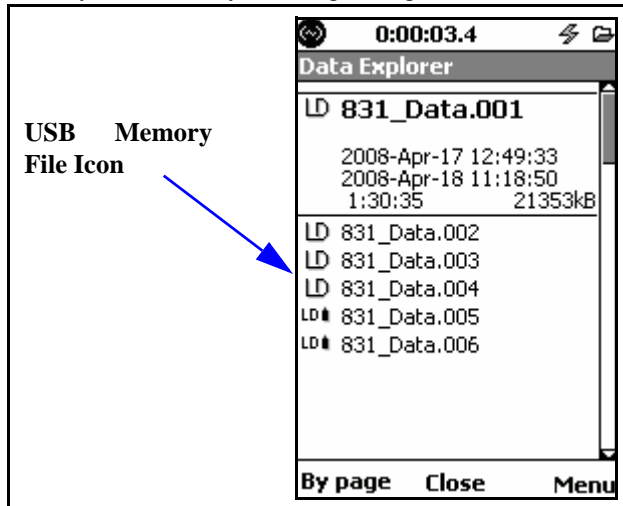 USB Memory
File Icon
0:00:03.4
Data Explorer
LD 831_Data.001
2008-Apr-17 12:49:33
2008-Apr-18 11:18:50
1:30:35 21353kB
LD 831_Data.002
LD 831_Data.003
LD 831_Data.004
LD 831_Data.005
LD 831_Data.006
By page Close Menu